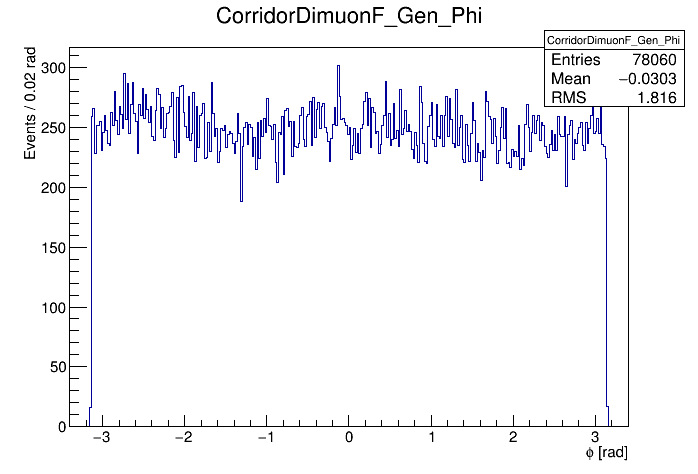 CorridorDimuonF_Gen_Phi
CorridorDimuonF_Gen_Phi
Entries 78060
Mean −0.0303
RMS 1.816
Events / 0.02 rad
300
250
200
150
100
50
0
−3 −2 −1 0 1 2 3
ϕ [rad]